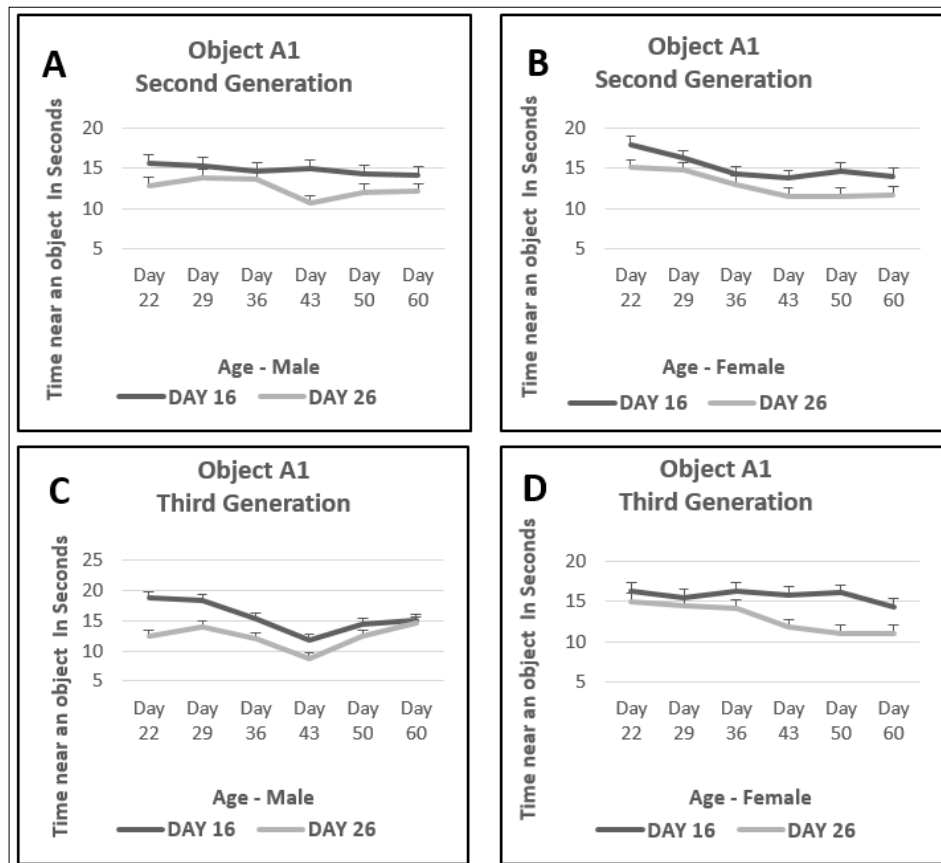 A
Object A1
Second Generation
Time near an object In Seconds
20
15
10
5
Day Day Day Day Day Day
22 29 36 43 50 60
Age - Male
DAY 16 DAY 26
B
Object A1
Second Generation
Time near an object In Seconds
20
15
10
5
Day Day Day Day Day Day
22 29 36 43 50 60
Age - Female
DAY 16 DAY 26
C
Object A1
Third Generation
Time near an object In Seconds
25
20
15
10
5
Day Day Day Day Day Day
22 29 36 43 50 60
Age - Male
DAY 16 DAY 26
D
Object A1
Third Generation
Time near an object In Seconds
20
15
10
5
Day Day Day Day Day Day
22 29 36 43 50 60
Age - Female
DAY 16 DAY 26